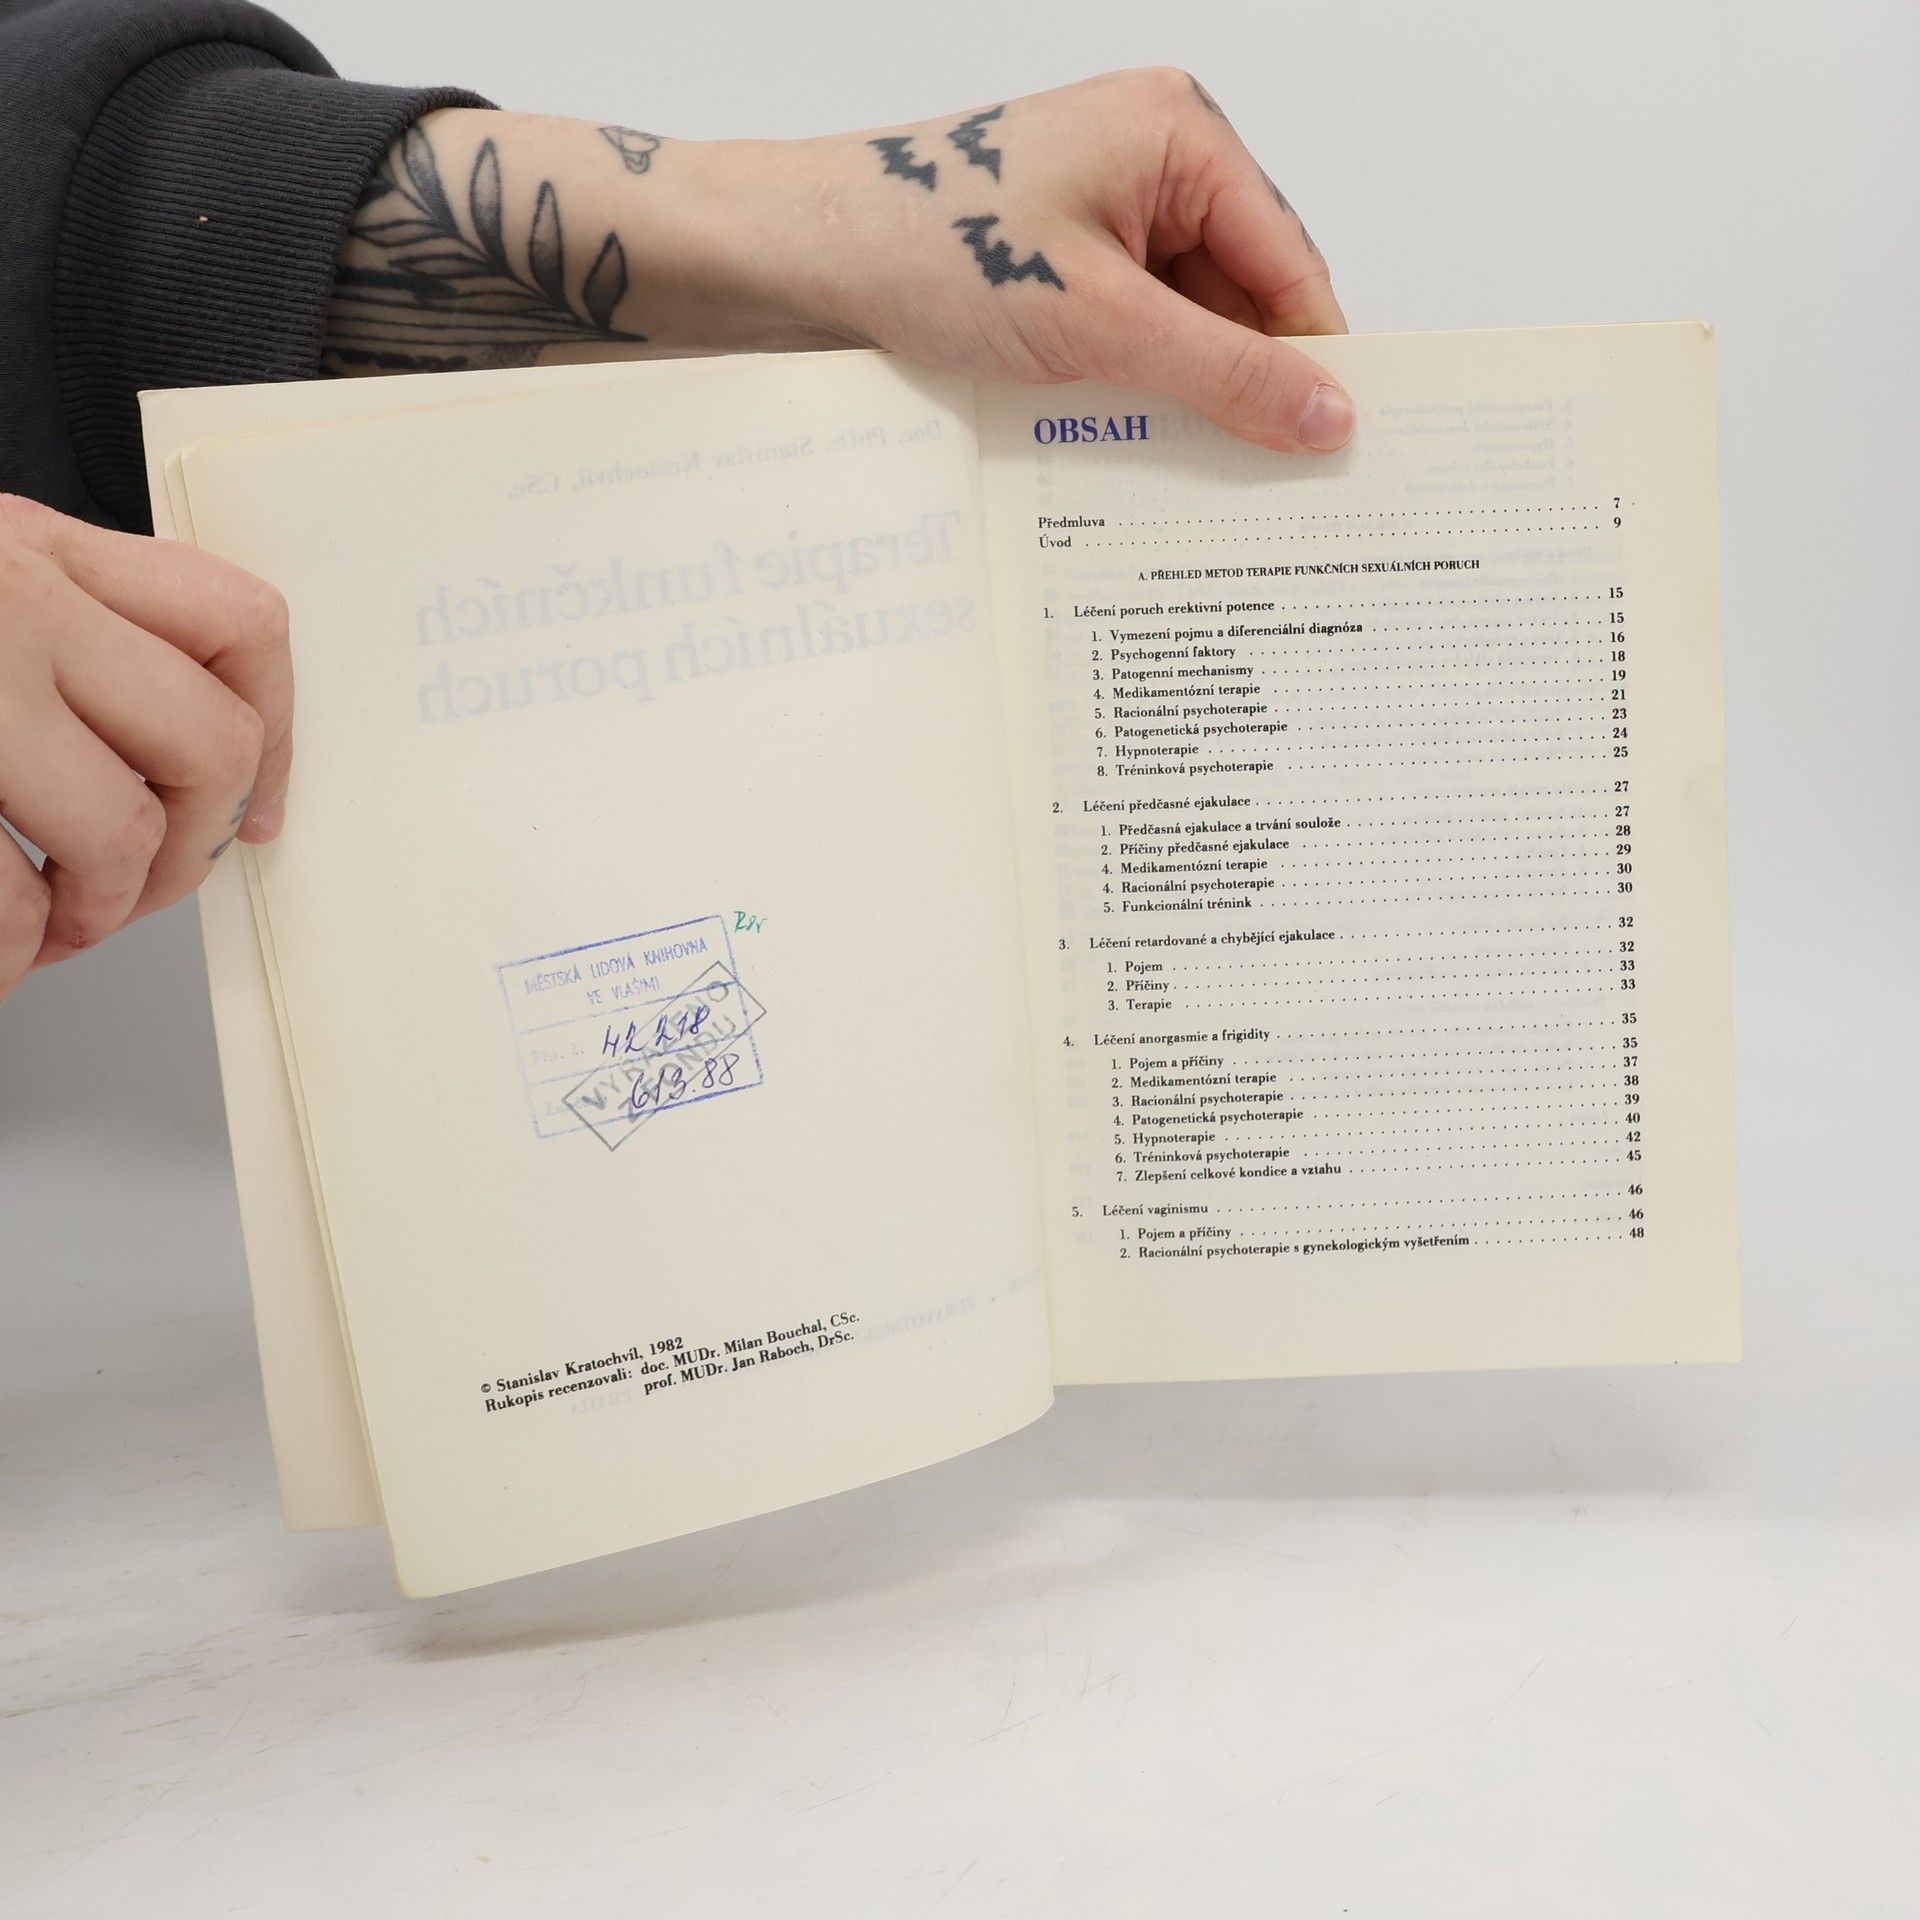 MĚSTSKÁ LIDOVÁ KNIHOVNA
VE VLAŠIMI
Přír. č. 42 218
613.88
VYŘAZENO
Z FONDU
© Stanislav Kratochvíl, 1982
Rukopis recenzovali: doc. MUDr. Milan Bouchal, CSc.
prof. MUDr. Jan Raboch, DrSc.
OBSAH
Předmluva . . . 7
Úvod . . . 9
A. PŘEHLED METOD TERAPIE FUNKČNÍCH SEXUÁLNÍCH PORUCH
1. Léčení poruch erektivní potence . . . 15
1. Vymezení pojmu a diferenciální diagnóza . . . 15
2. Psychogenní faktory . . . 16
3. Patogenní mechanismy . . . 18
4. Medikamentózní terapie . . . 19
5. Racionální psychoterapie . . . 21
6. Patogenetická psychoterapie . . . 23
7. Hypnoterapie . . . 24
8. Tréninková psychoterapie . . . 25
2. Léčení předčasné ejakulace . . . 27
1. Předčasná ejakulace a trvání soulože . . . 27
2. Příčiny předčasné ejakulace . . . 28
4. Medikamentózní terapie . . . 29
4. Racionální psychoterapie . . . 30
5. Funkcionální trénink . . . 30
3. Léčení retardované a chybějící ejakulace . . . 32
1. Pojem . . . 32
2. Příčiny . . . 33
3. Terapie . . . 33
4. Léčení anorgasmie a frigidity . . . 35
1. Pojem a příčiny . . . 35
2. Medikamentózní terapie . . . 37
3. Racionální psychoterapie . . . 38
4. Patogenetická psychoterapie . . . 39
5. Hypnoterapie . . . 40
6. Tréninková psychoterapie . . . 42
7. Zlepšení celkové kondice a vztahu . . . 45
5. Léčení vaginismu . . . 46
1. Pojem a příčiny . . . 46
2. Racionální psychoterapie s gynekologickým vyšetřením . . . 48